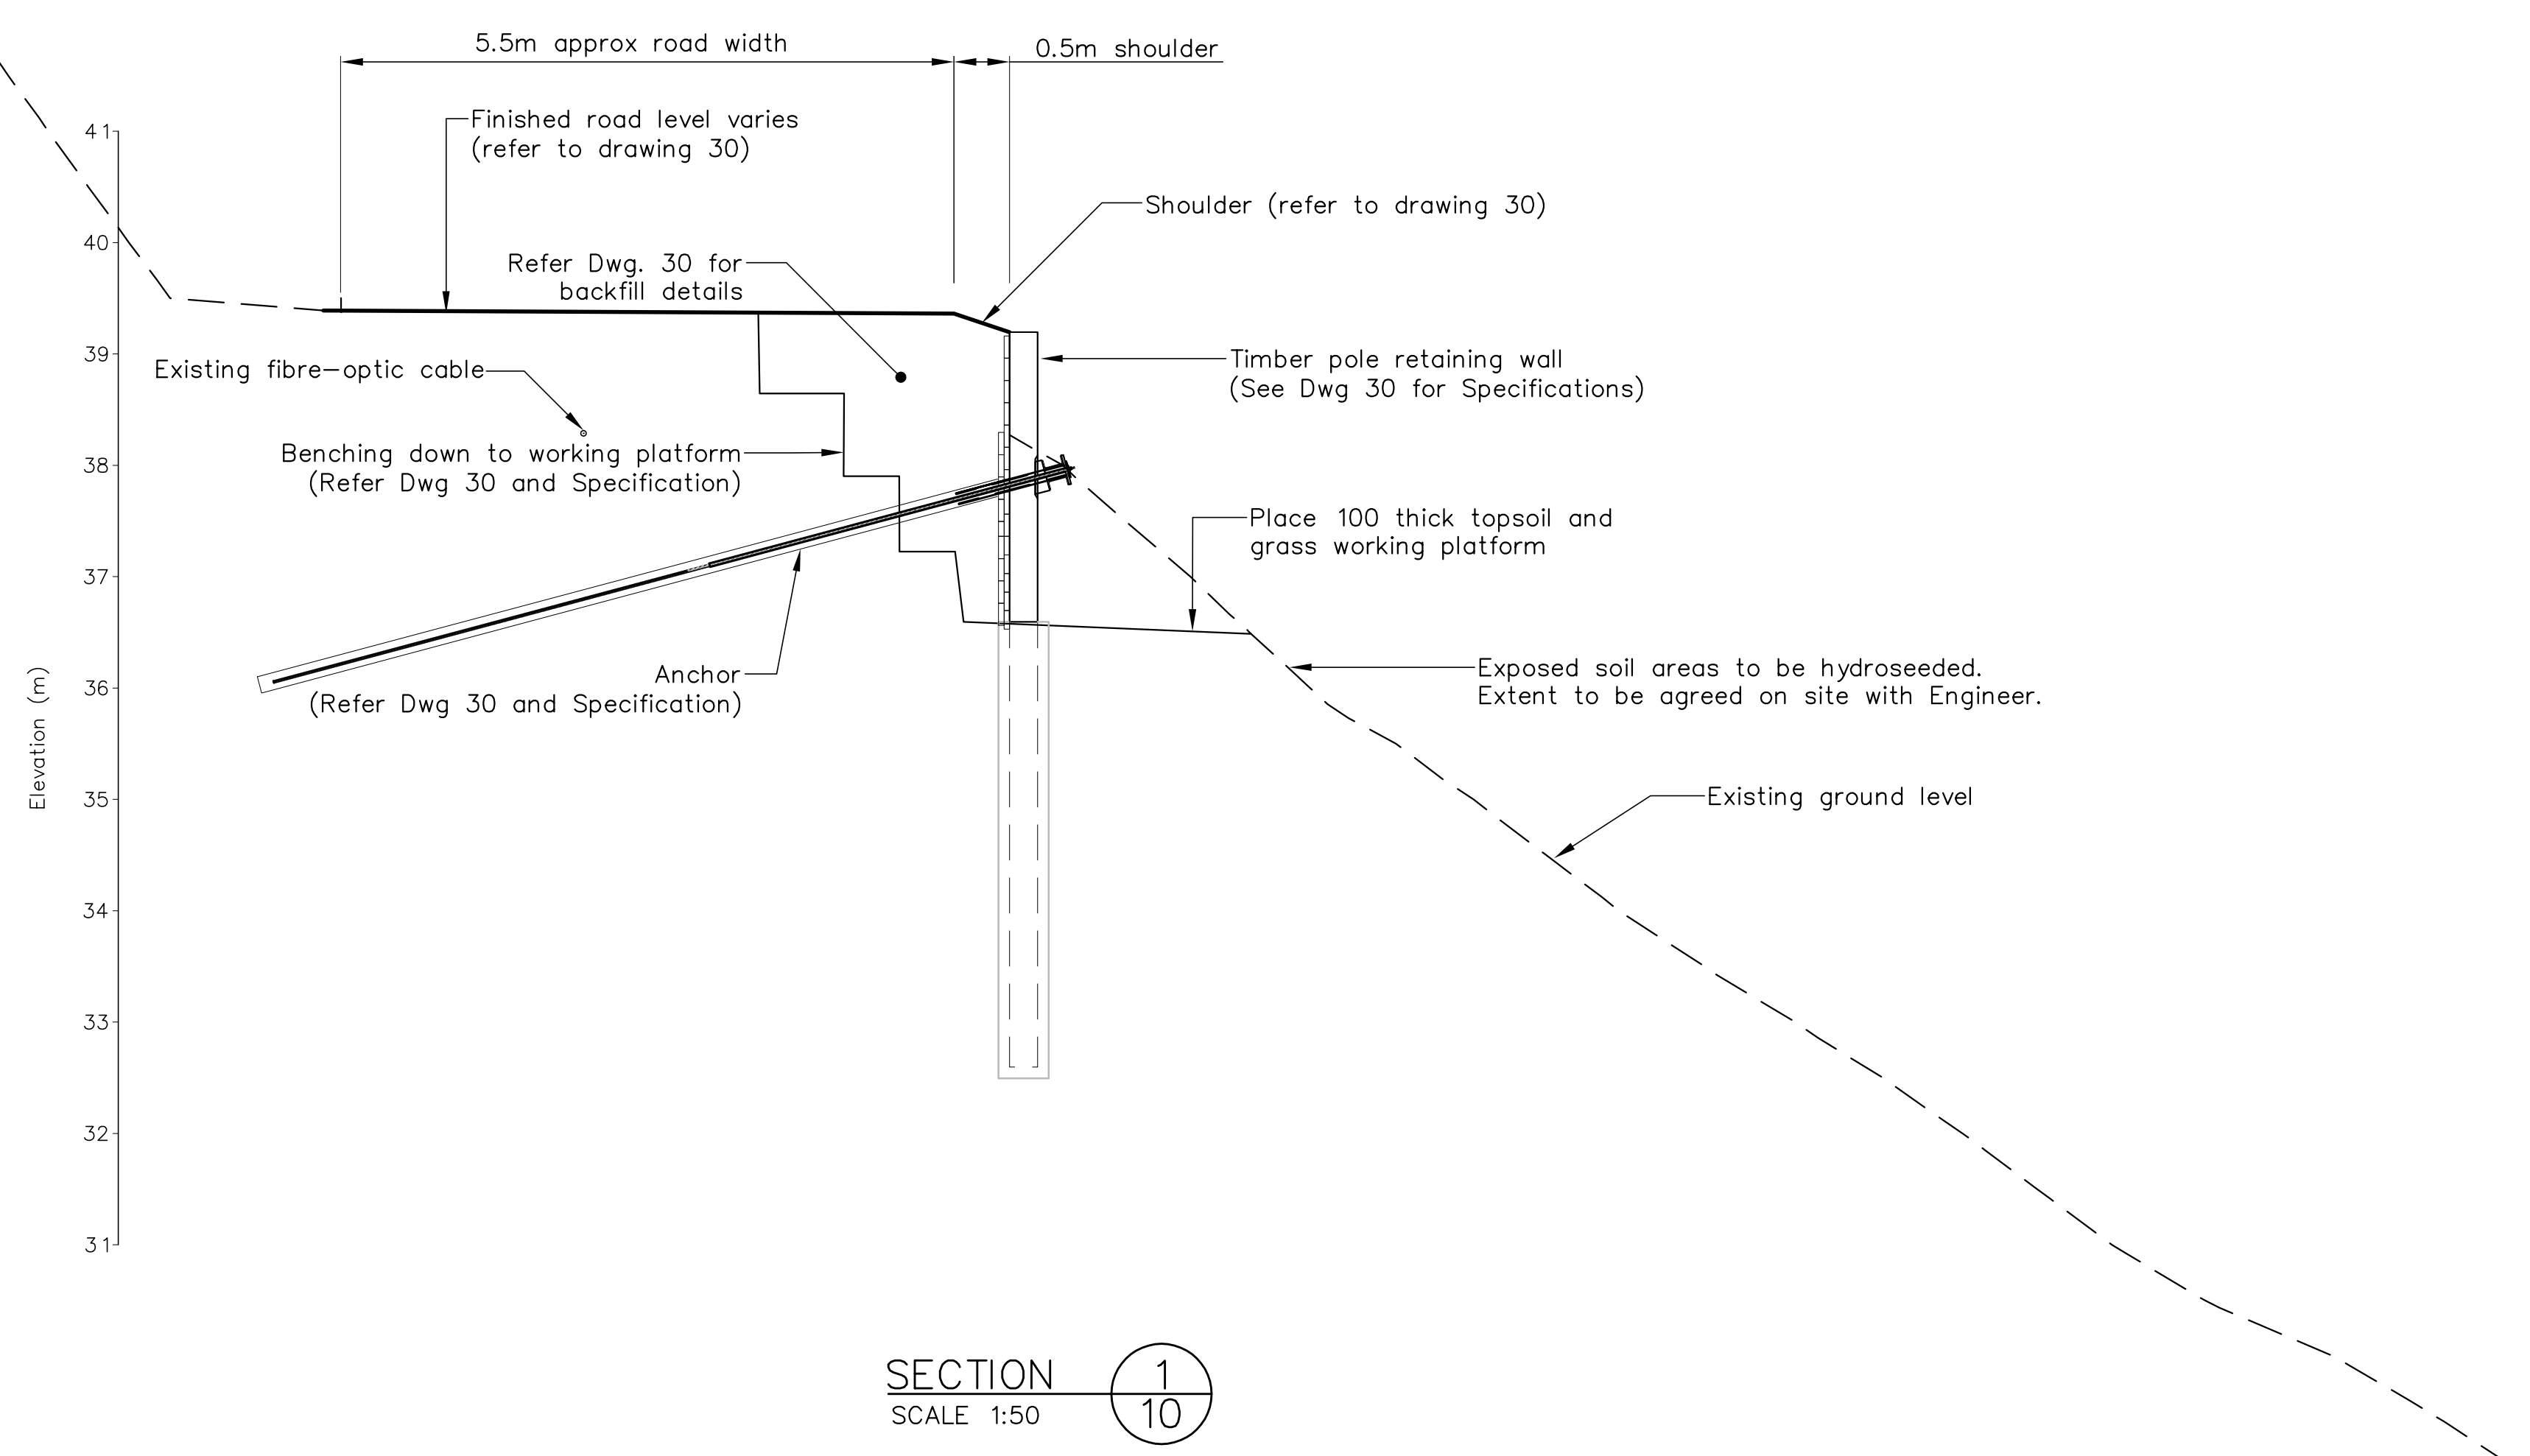 5.5m approx road width
0.5m shoulder
Finished road level varies
(refer to drawing 30)
Shoulder (refer to drawing 30)
Refer Dwg. 30 for
backfill details
Existing fibre-optic cable
Timber pole retaining wall
(See Dwg 30 for Specifications)
Benching down to working platform
(Refer Dwg 30 and Specification)
Place 100 thick topsoil and
grass working platform
Anchor
(Refer Dwg 30 and Specification)
Exposed soil areas to be hydroseeded.
Extent to be agreed on site with Engineer.
Existing ground level
Elevation (m)
41
40
39
38
37
36
35
34
33
32
31
SECTION
SCALE 1:50
1
10